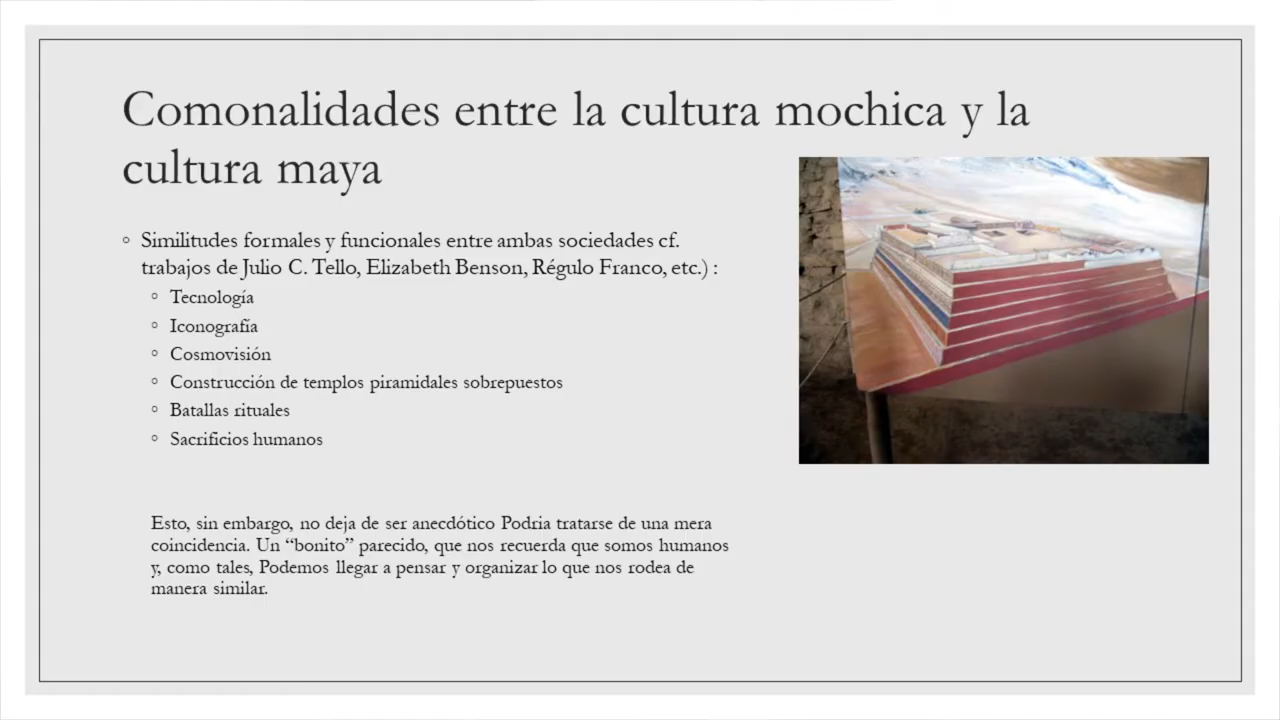 Comonalidades entre la cultura mochica y la
cultura maya
◦ Similitudes formales y funcionales entre ambas sociedades cf.
trabajos de Julio C. Tello, Elizabeth Benson, Régulo Franco, etc.) :
◦ Tecnología
◦ Iconografía
◦ Cosmovisión
◦ Construcción de templos piramidales sobrepuestos
◦ Batallas rituales
◦ Sacrificios humanos
Esto, sin embargo, no deja de ser anecdótico Podria tratarse de una mera
coincidencia. Un “bonito” parecido, que nos recuerda que somos humanos
y, como tales, Podemos llegar a pensar y organizar lo que nos rodea de
manera similar.